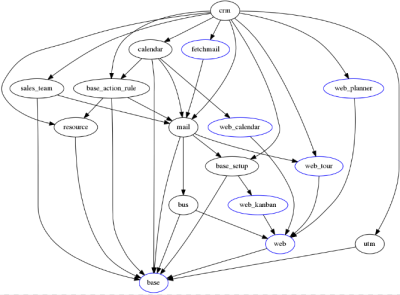 crm
calendar
fetchmail
sales_team
base_action_rule
web_planner
resource
mail
web_calendar
base_setup
web_tour
bus
web_kanban
web
utm
base